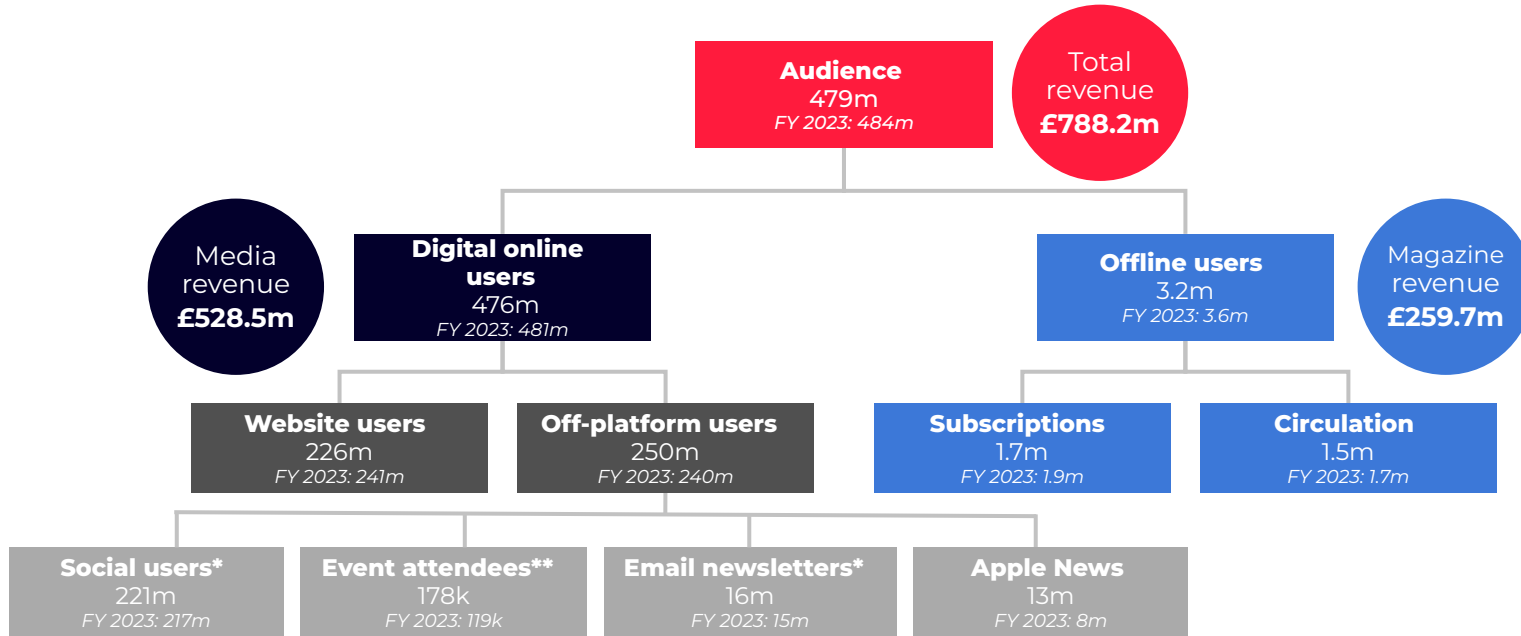 Audience
479m
FY 2023: 484m
Total
revenue
£788.2m
Media
revenue
£528.5m
Digital online
users
476m
FY 2023: 481m
Offline users
3.2m
FY 2023: 3.6m
Magazine
revenue
£259.7m
Website users
226m
FY 2023: 241m
Off-platform users
250m
FY 2023: 240m
Subscriptions
1.7m
FY 2023: 1.9m
Circulation
1.5m
FY 2023: 1.7m
Social users*
221m
FY 2023: 217m
Event attendees**
178k
FY 2023: 119k
Email newsletters*
16m
FY 2023: 15m
Apple News
13m
FY 2023: 8m